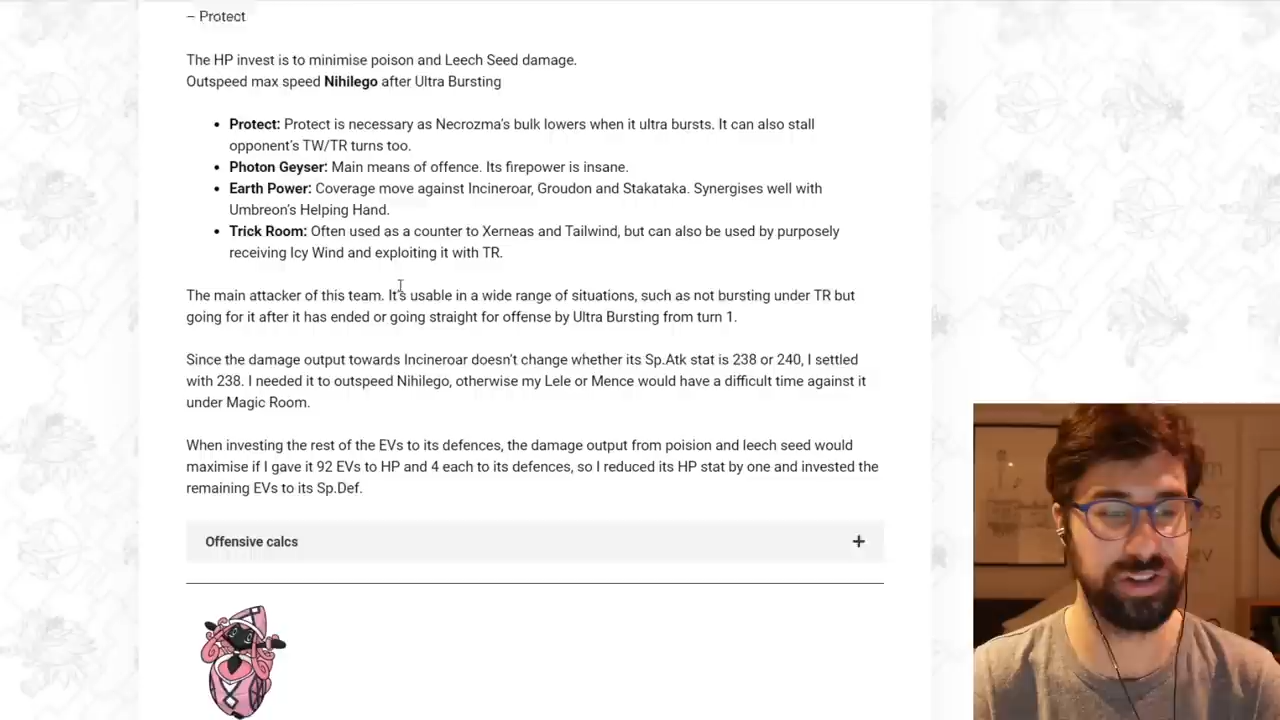 – Protect
The HP invest is to minimise poison and Leech Seed damage.
Outspeed max speed Nihilego after Ultra Bursting
• Protect: Protect is necessary as Necrozma's bulk lowers when it ultra bursts. It can also stall
opponent's TW/TR turns too.
• Photon Geyser: Main means of offence. Its firepower is insane.
• Earth Power: Coverage move against Incineroar, Groudon and Stakataka. Synergises well with
Umbreon's Helping Hand.
• Trick Room: Often used as a counter to Xerneas and Tailwind, but can also be used by purposely
receiving Icy Wind and exploiting it with TR.
The main attacker of this team. It's usable in a wide range of situations, such as not bursting under TR but
going for it after it has ended or going straight for offense by Ultra Bursting from turn 1.
Since the damage output towards Incineroar doesn't change whether its Sp.Atk stat is 238 or 240, I settled
with 238. I needed it to outspeed Nihilego, otherwise my Lele or Mence would have a difficult time against it
under Magic Room.
When investing the rest of the EVs to its defences, the damage output from poision and leech seed would
maximise if I gave it 92 EVs to HP and 4 each to its defences, so I reduced its HP stat by one and invested the
remaining EVs to its Sp.Def.
Offensive calcs +